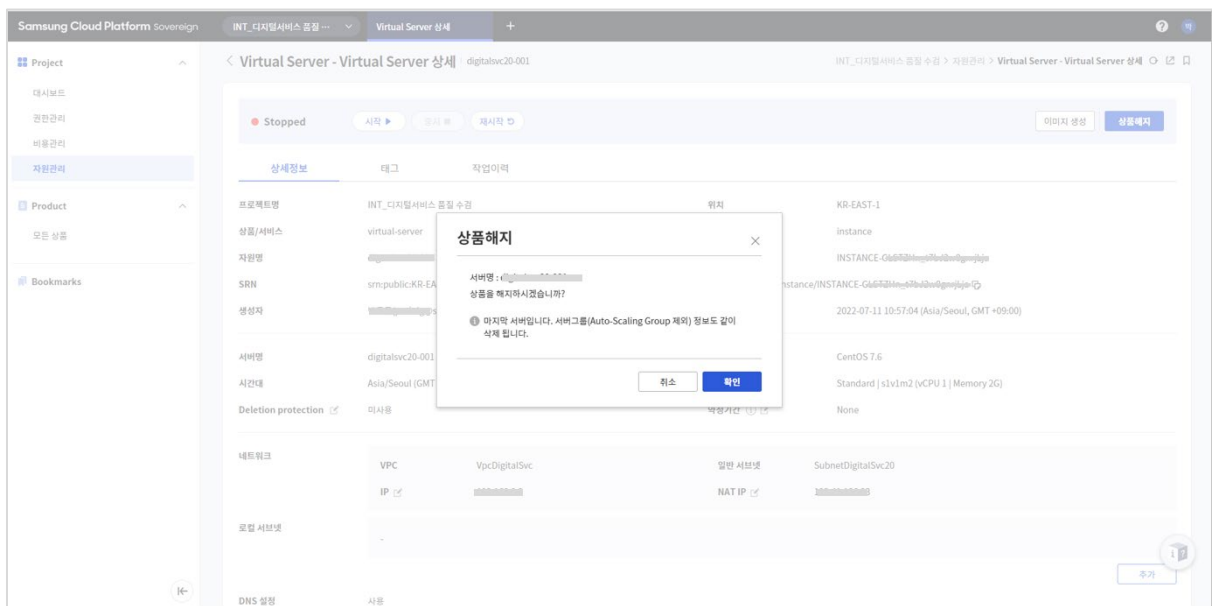 Samsung Cloud Platform Sovereign
INT_디지털서비스 품질 ⋯
Virtual Server 상세
+
Project
대시보드
권한관리
비용관리
자원관리
Product
모든 상품
Bookmarks
Virtual Server - Virtual Server 상세 digitalsvc20-001
INT_디지털서비스 품질 수검 > 자원관리 > Virtual Server - Virtual Server 상세
Stopped 시작 재시작
이미지 생성 상품해지
상세정보 태그 작업이력
프로젝트명 INT_디지털서비스 품질 수검 위치 KR-EAST-1
상품/서비스 virtual-server instance
자원명
SRN srn:public:KR-EA
생성자 2022-07-11 10:57:04 (Asia/Seoul, GMT +09:00)
상품해지
서버명 :
상품을 해지하시겠습니까?
마지막 서버입니다. 서버그룹(Auto-Scaling Group 제외) 정보도 같이
삭제 됩니다.
취소 확인
서버명 digitalsvc20-001 CentOS 7.6
시간대 Asia/Seoul (GMT Standard | s1v1m2 (vCPU 1 | Memory 2G)
Deletion protection 미사용 약정기간 None
네트워크
VPC VpcDigitalSvc 일반 서브넷 SubnetDigitalSvc20
IP NAT IP
로컬 서브넷
-
추가
DNS 설정 사용